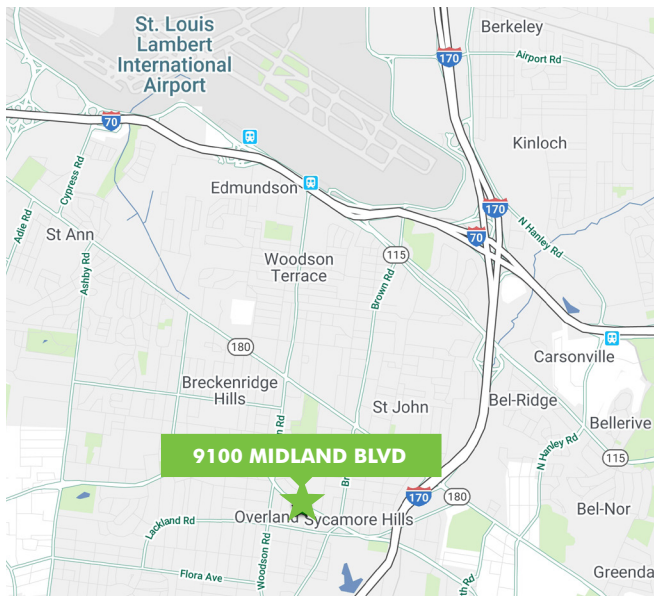 St. Louis
Lambert
International
Airport
Berkeley
170
Airport Rd
70
Kinloch
Cypress Rd
Edmundson
170
N Hanley Rd
Adie Rd
St Ann
70
115
Woodson
Terrace
Ashby Rd
Brown Rd
180
Carsonville
Breckenridge
Hills
Bel-Ridge
St John
Bellerive
N Hanley Rd
9100 MIDLAND BLVD
115
170
180
Bel-Nor
Overland
Sycamore Hills
Lackland Rd
Woodson Rd
Flora Ave
Greenda